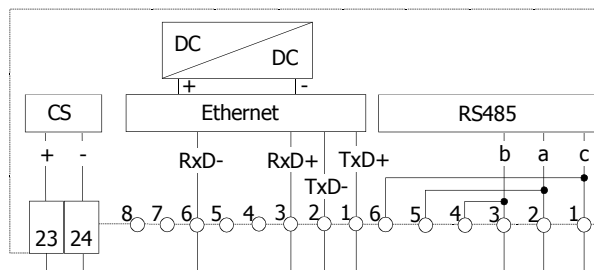 DC
DC
+ -
CS Ethernet RS485
+ - RxD- RxD+ TxD+ b a c
TxD-
8 7 6 5 4 3 2 1 6 5 4 3 2 1
23 24